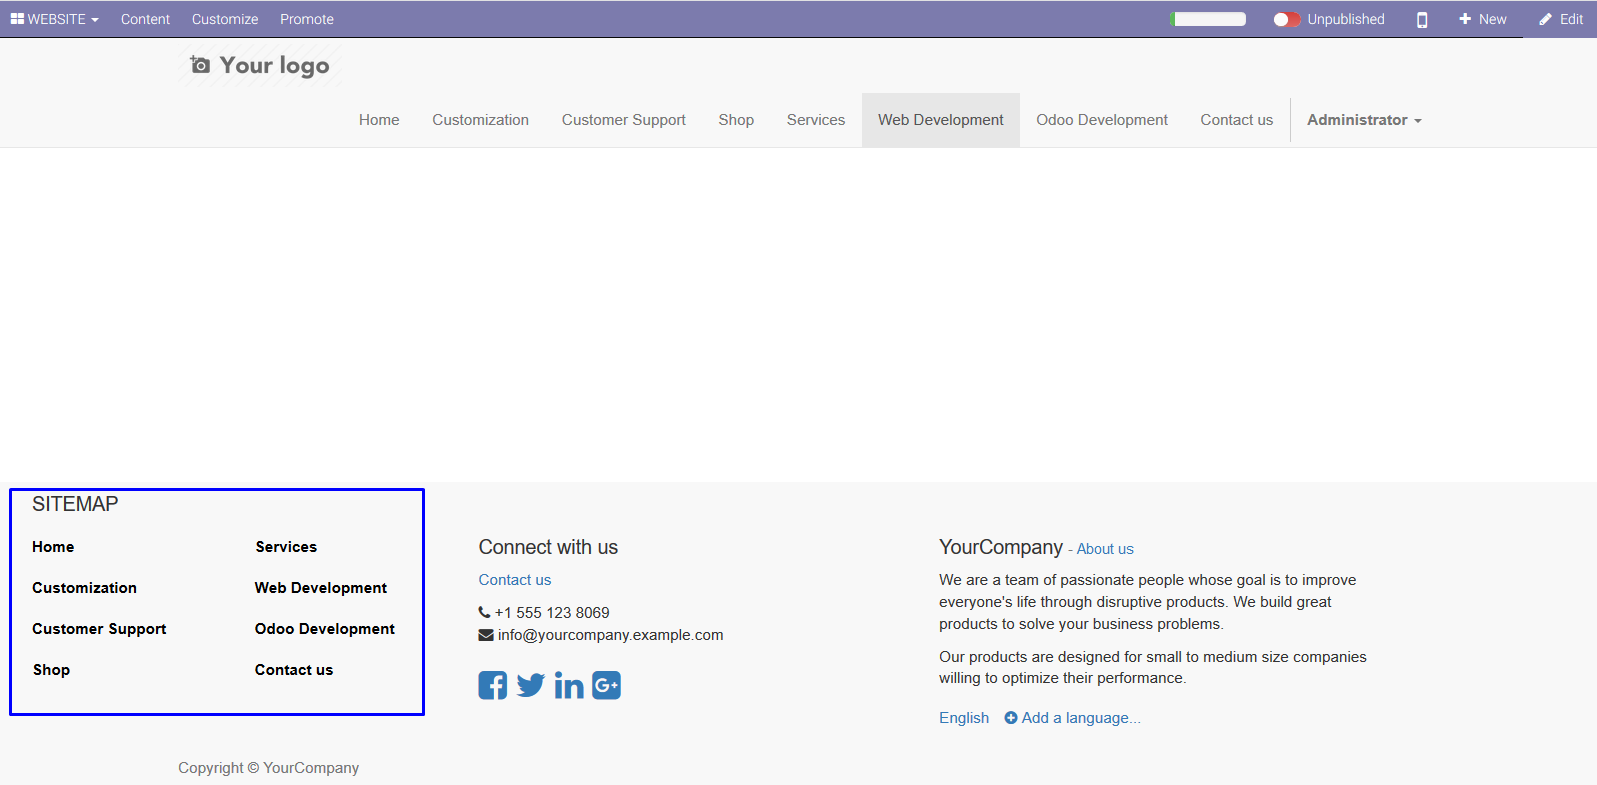 WEBSITE Content Customize Promote Unpublished New Edit
Your logo
Home Customization Customer Support Shop Services Web Development Odoo Development Contact us Administrator
SITEMAP
Home Services
Customization Web Development
Customer Support Odoo Development
Shop Contact us
Connect with us
Contact us
+1 555 123 8069
info@yourcompany.example.com
YourCompany - About us
We are a team of passionate people whose goal is to improve
everyone's life through disruptive products. We build great
products to solve your business problems.
Our products are designed for small to medium size companies
willing to optimize their performance.
English Add a language...
Copyright © YourCompany